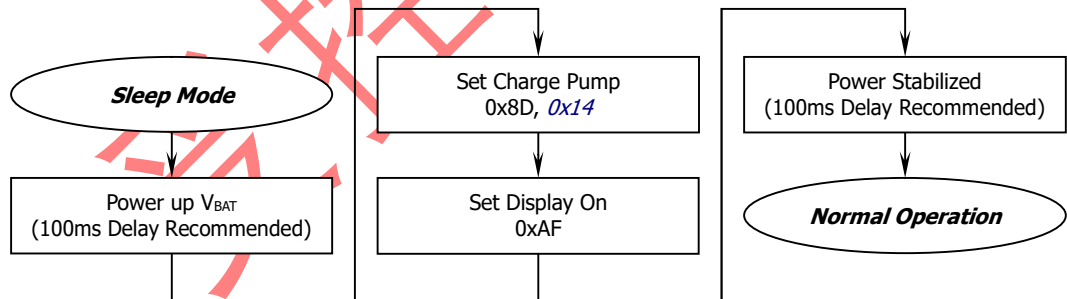 Sleep Mode
Power up VBAT
(100ms Delay Recommended)
Set Charge Pump
0x8D, 0x14
Set Display On
0xAF
Power Stabilized
(100ms Delay Recommended)
Normal Operation